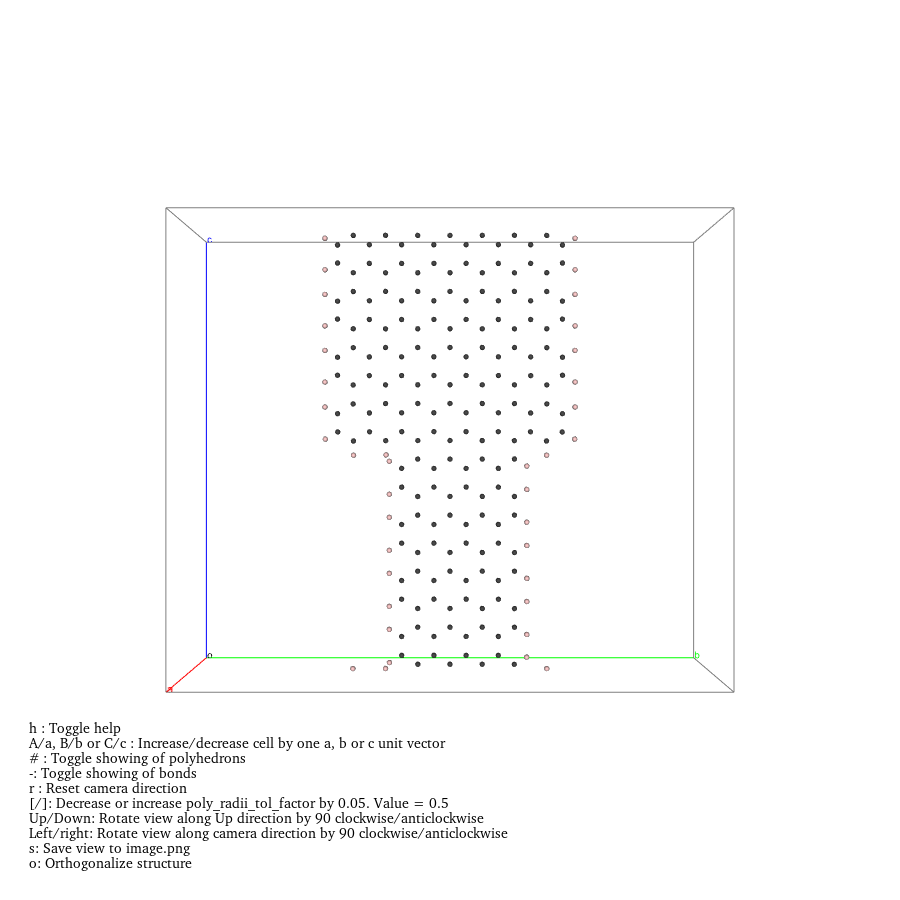 c
o
b
a
h : Toggle help
A/a, B/b or C/c : Increase/decrease cell by one a, b or c unit vector
# : Toggle showing of polyhedrons
-: Toggle showing of bonds
r : Reset camera direction
[/]: Decrease or increase poly_radii_tol_factor by 0.05. Value = 0.5
Up/Down: Rotate view along Up direction by 90 clockwise/anticlockwise
Left/right: Rotate view along camera direction by 90 clockwise/anticlockwise
s: Save view to image.png
o: Orthogonalize structure